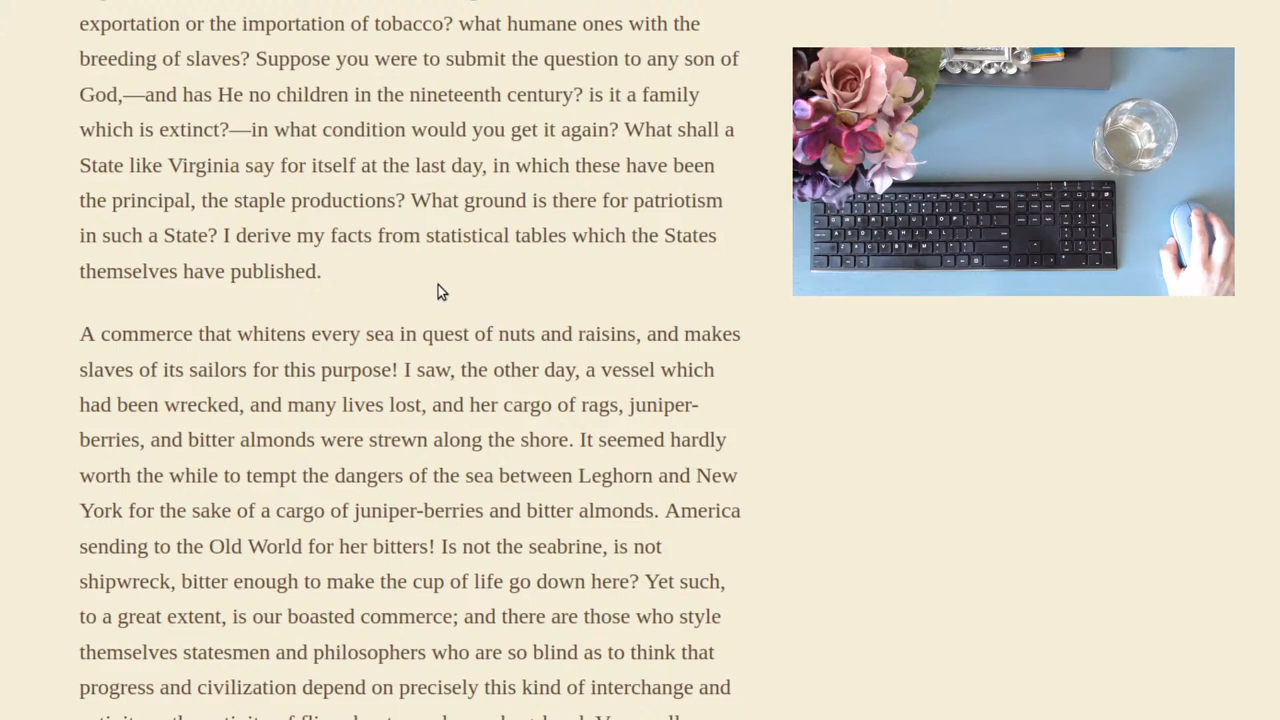 exportation or the importation of tobacco? what humane ones with the
breeding of slaves? Suppose you were to submit the question to any son of
God,—and has He no children in the nineteenth century? is it a family
which is extinct?—in what condition would you get it again? What shall a
State like Virginia say for itself at the last day, in which these have been
the principal, the staple productions? What ground is there for patriotism
in such a State? I derive my facts from statistical tables which the States
themselves have published.
A commerce that whitens every sea in quest of nuts and raisins, and makes
slaves of its sailors for this purpose! I saw, the other day, a vessel which
had been wrecked, and many lives lost, and her cargo of rags, juniper-
berries, and bitter almonds were strewn along the shore. It seemed hardly
worth the while to tempt the dangers of the sea between Leghorn and New
York for the sake of a cargo of juniper-berries and bitter almonds. America
sending to the Old World for her bitters! Is not the seabrine, is not
shipwreck, bitter enough to make the cup of life go down here? Yet such,
to a great extent, is our boasted commerce; and there are those who style
themselves statesmen and philosophers who are so blind as to think that
progress and civilization depend on precisely this kind of interchange and